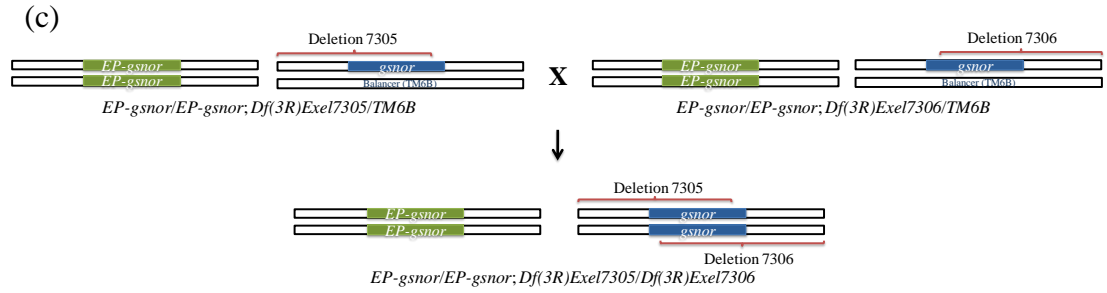 (c)
Deletion 7305
Deletion 7306
EP-gsnor
gsnor
EP-gsnor
Balancer (TM6B)
X
EP-gsnor
gsnor
EP-gsnor
Balancer (TM6B)
EP-gsnor/EP-gsnor; Df(3R)Exel7305/TM6B
EP-gsnor/EP-gsnor; Df(3R)Exel7306/TM6B
Deletion 7305
EP-gsnor
gsnor
EP-gsnor
gsnor
Deletion 7306
EP-gsnor/EP-gsnor; Df(3R)Exel7305/Df(3R)Exel7306